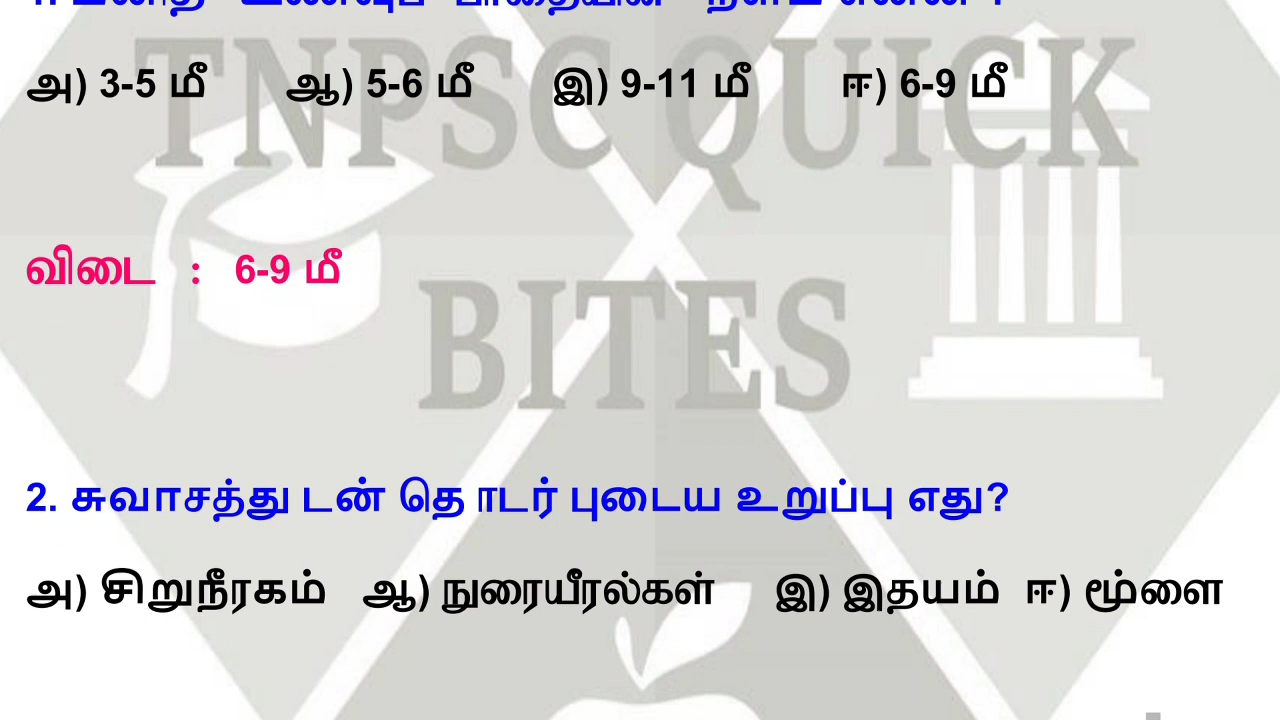 அ) 3-5 மீ ஆ) 5-6 மீ இ) 9-11 மீ ஈ) 6-9 மீ
TNPSC QUICK
விடை : 6-9 மீ
BITES
2. சுவாசத்து டன் தொ டர் புடைய உறுப்பு எது?
அ) சிறுநீரகம் ஆ) நுரையீரல்கள் இ) இதயம் ஈ) மூளை